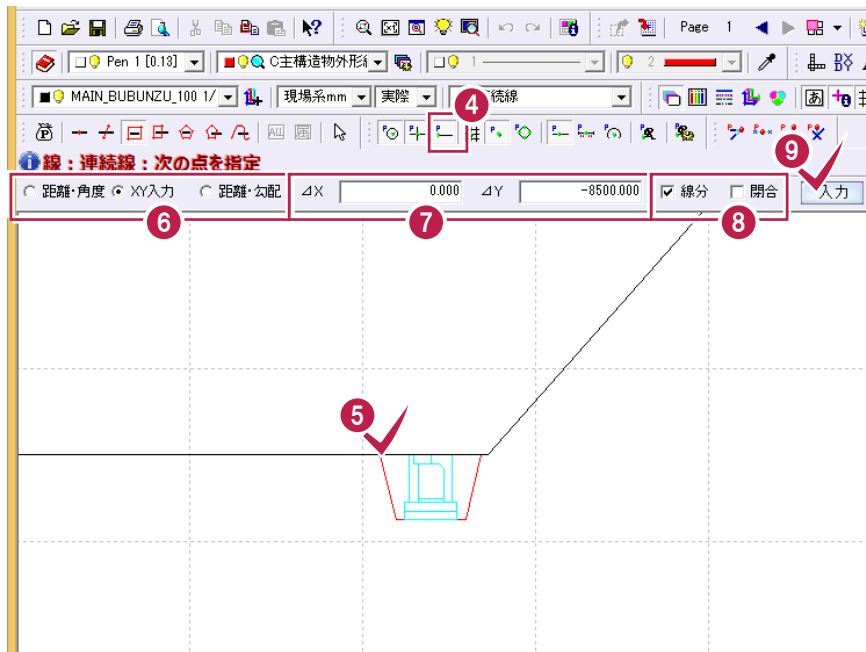 Page 1
Pen 1 [0.13] C主構造物外形線 1 2
MAIN_BUBUNZU_100 1/ 現場系mm 実際 続線 あ
4
AU
9
線：連続線：次の点を指定
距離・角度 XY入力 距離・勾配 ⊿X 0.000 ⊿Y -8500.000 線分 閉合 入力
6 7 8
5